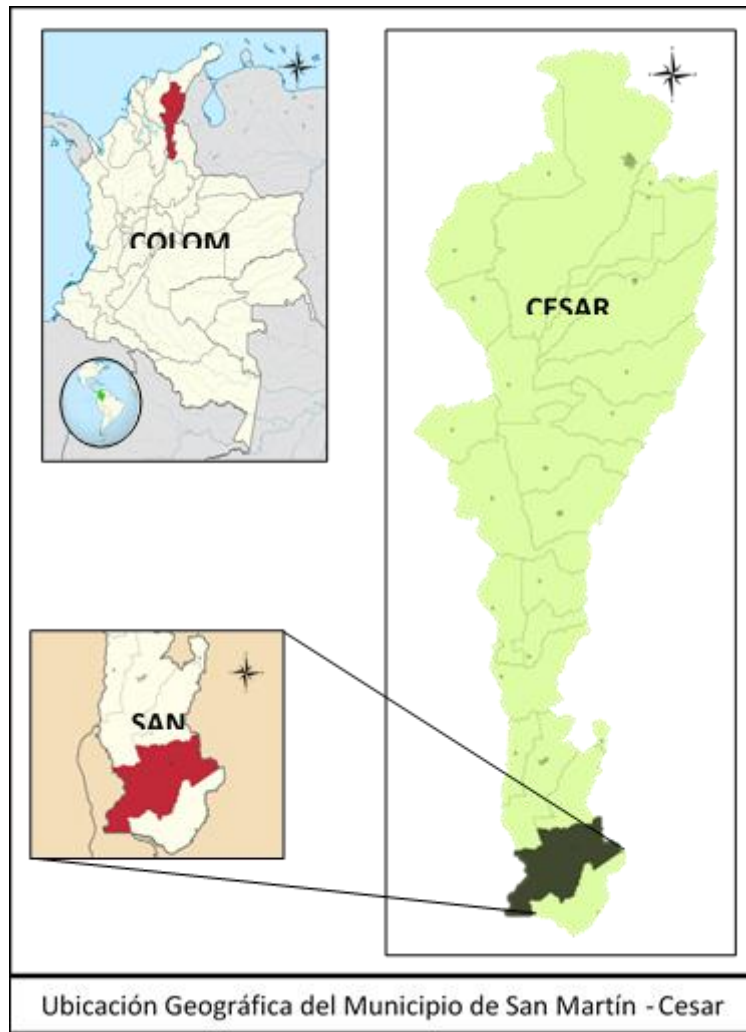 COLOM
CESAR
SAN
Ubicación Geográfica del Municipio de San Martín - Cesar